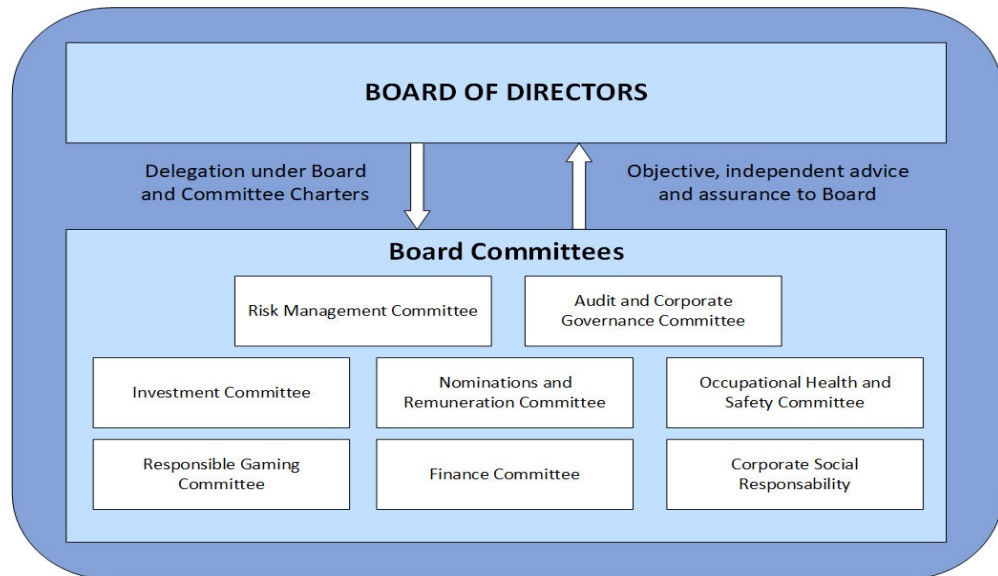 BOARD OF DIRECTORS
Delegation under Board
and Committee Charters
Objective, independent advice
and assurance to Board
Board Committees
Risk Management Committee
Audit and Corporate
Governance Committee
Investment Committee
Nominations and
Remuneration Committee
Occupational Health and
Safety Committee
Responsible Gaming
Committee
Finance Committee
Corporate Social
Responsability